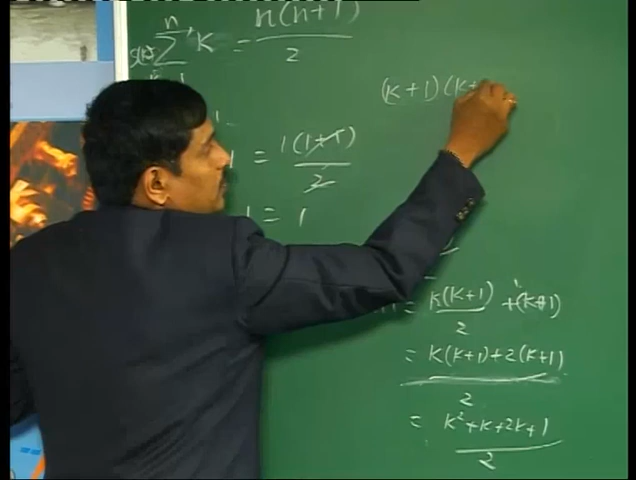 n
∑ K = n(n+1)/2
(K+1)(K+
= 1(1+1)/2
= 1
= K(K+1)/2 + (K+1)
= K(K+1)+2(K+1)/2
= K²+K+2K+1/2